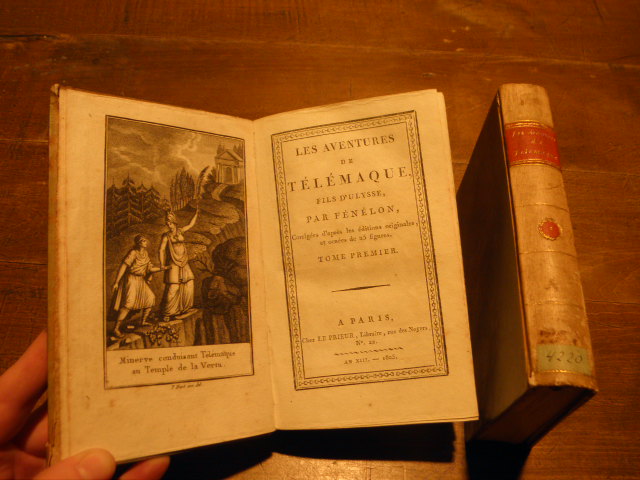 Minerve conduisant Télémaque
au Temple de la Vertu.
LES AVENTURES
DE
TÉLÉMAQUE,
FILS D'ULYSSE,
PAR FÉNÉLON,
Corrigées d'après les éditions originales,
et ornées de 25 figures.
TOME PREMIER.
A PARIS,
Chez LE PRIEUR, Libraire, rue des Noyers
N°. 22.
AN XIII. — 1805.
4220